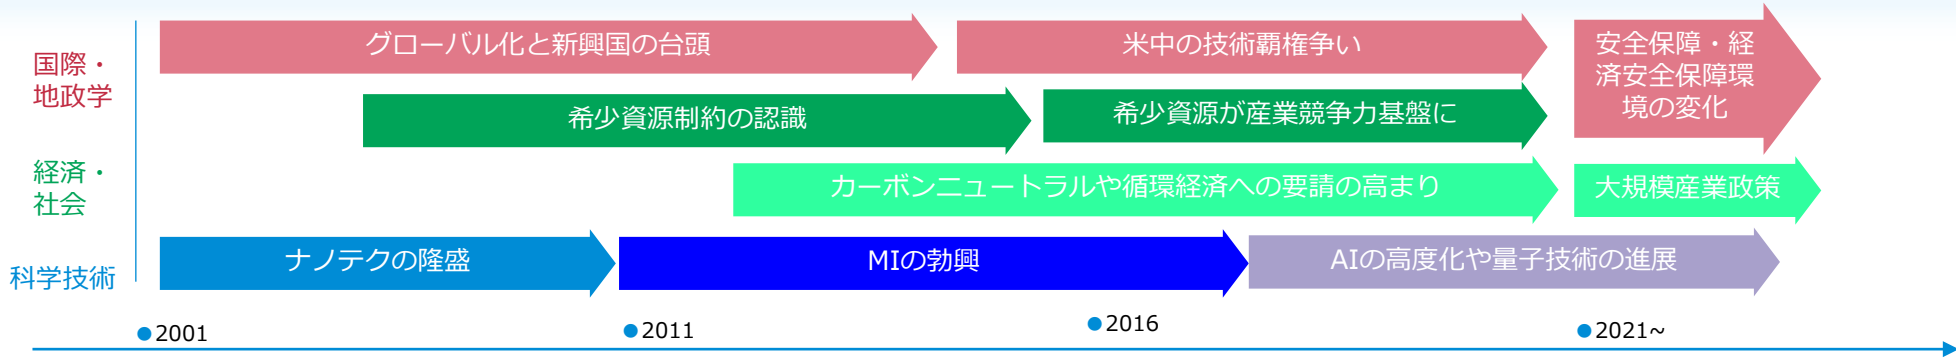 国際・
地政学
グローバル化と新興国の台頭
米中の技術覇権争い
安全保障・経
済安全保障環
境の変化
希少資源制約の認識
希少資源が産業競争力基盤に
経済・
社会
カーボンニュートラルや循環経済への要請の高まり
大規模産業政策
科学技術
ナノテクの隆盛
MIの勃興
AIの高度化や量子技術の進展
2001
2011
2016
2021~